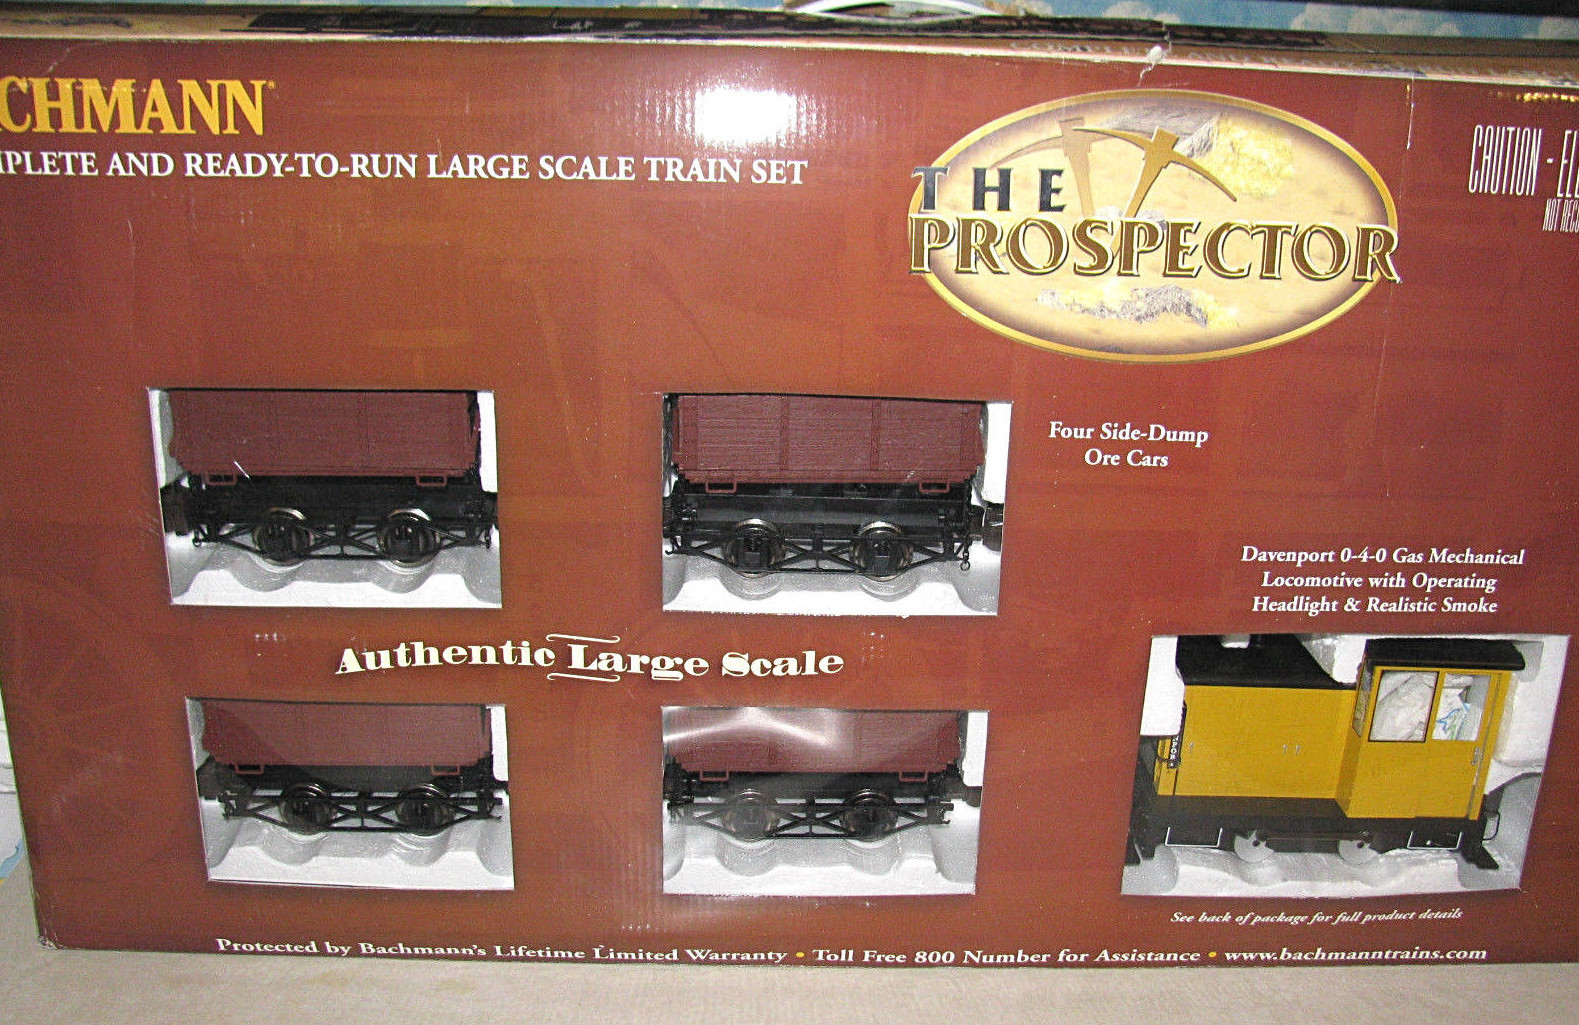 CHMANN
PLETE AND READY-TO-RUN LARGE SCALE TRAIN SET
THE
PROSPECTOR
CAUTION -
Four Side-Dump
Ore Cars
Davenport 0-4-0 Gas Mechanical
Locomotive with Operating
Headlight & Realistic Smoke
Authentic Large Scale
See back of package for full product details
Protected by Bachmann's Lifetime Limited Warranty • Toll Free 800 Number for Assistance • www.bachmanntrains.com